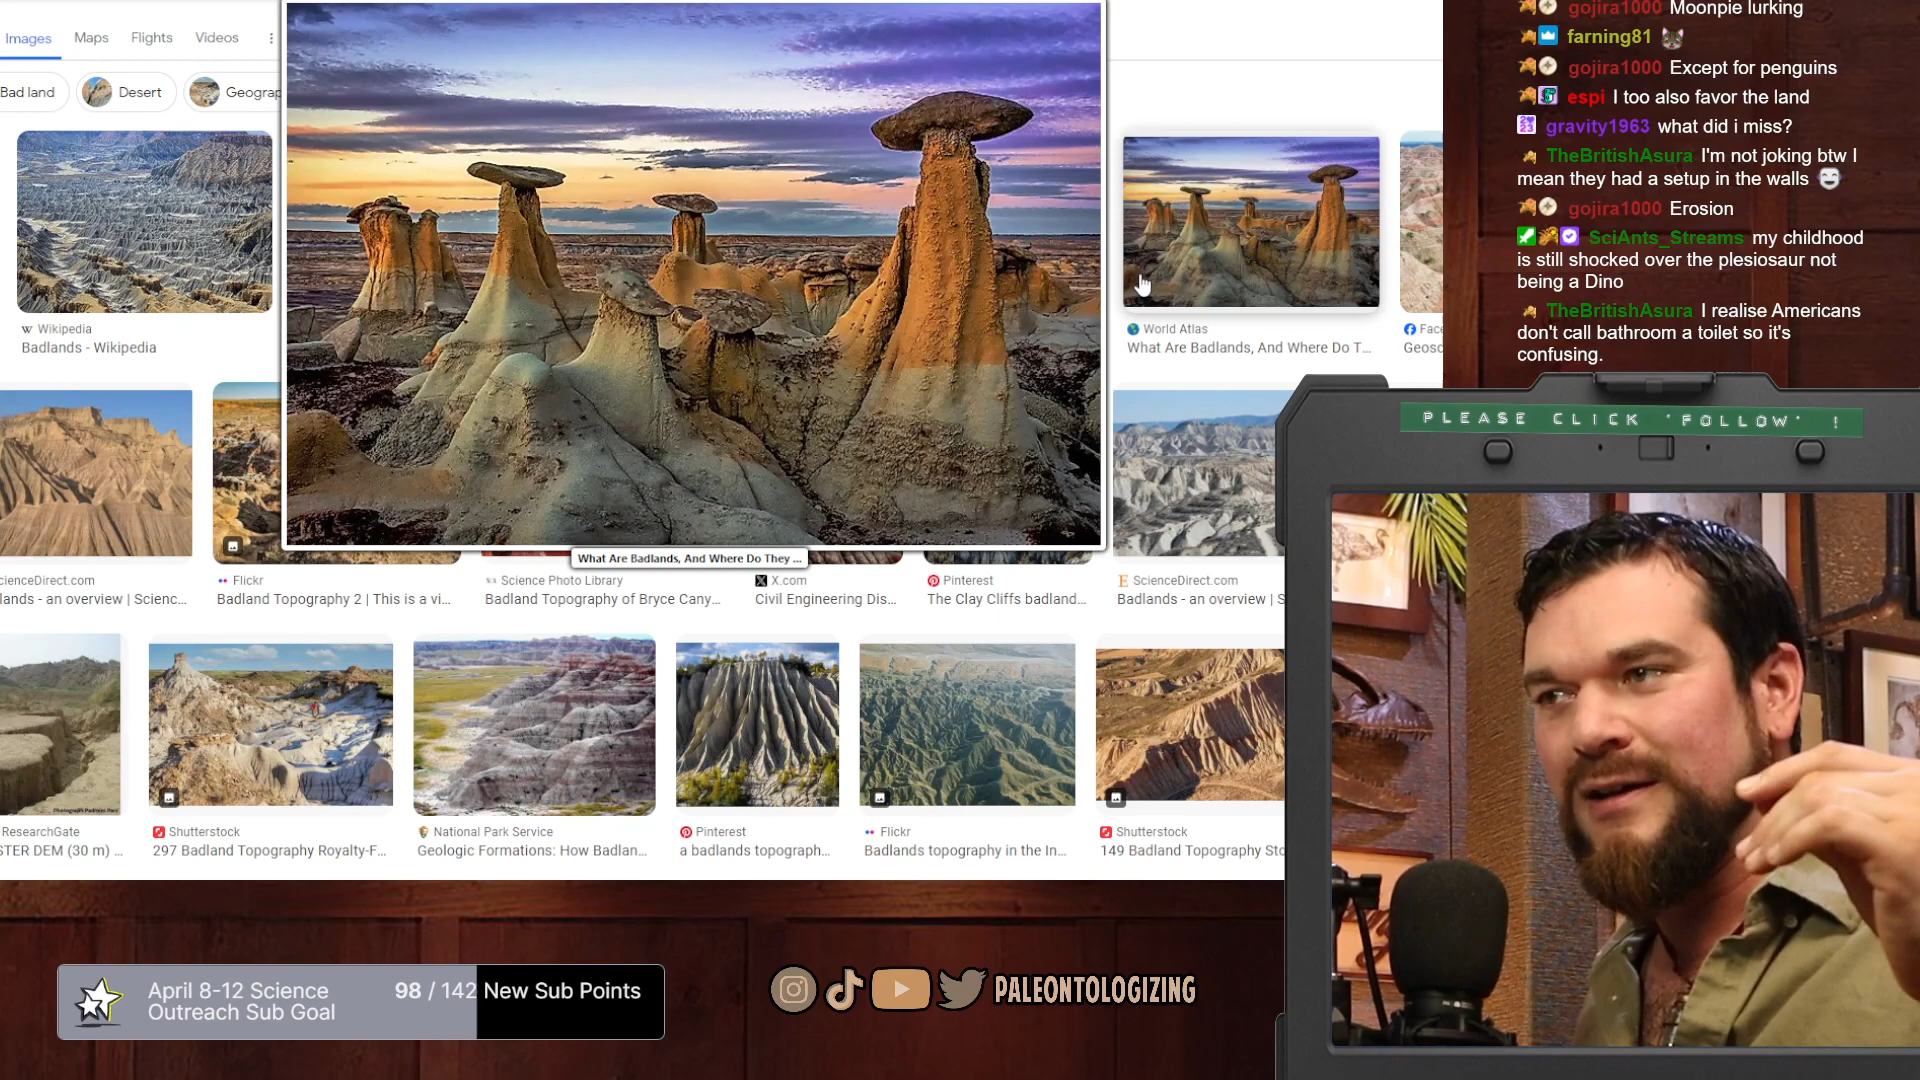 Images Maps Flights Videos
Bad land Desert Geograp
Wikipedia
Badlands - Wikipedia
World Atlas
What Are Badlands, And Where Do T...
Face
Geosc
What Are Badlands, And Where Do They ...
cienceDirect.com
lands - an overview | Scienc...
Flickr
Badland Topography 2 | This is a vi...
Science Photo Library
Badland Topography of Bryce Cany...
X.com
Civil Engineering Dis...
Pinterest
The Clay Cliffs badland...
ScienceDirect.com
Badlands - an overview | S
ResearchGate
STER DEM (30 m) ...
Shutterstock
297 Badland Topography Royalty-F...
National Park Service
Geologic Formations: How Badlan...
Pinterest
a badlands topograph...
Flickr
Badlands topography in the In...
Shutterstock
149 Badland Topography Sto
gojira1000 Moonpie lurking
farning81
gojira1000 Except for penguins
espi I too also favor the land
gravity1963 what did i miss?
TheBritishAsura I'm not joking btw I
mean they had a setup in the walls
gojira1000 Erosion
SciAnts_Streams my childhood
is still shocked over the plesiosaur not
being a Dino
TheBritishAsura I realise Americans
don't call bathroom a toilet so it's
confusing.
PLEASE CLICK 'FOLLOW' !
April 8-12 Science
Outreach Sub Goal
98 / 142 New Sub Points
PALEONTOLOGIZING